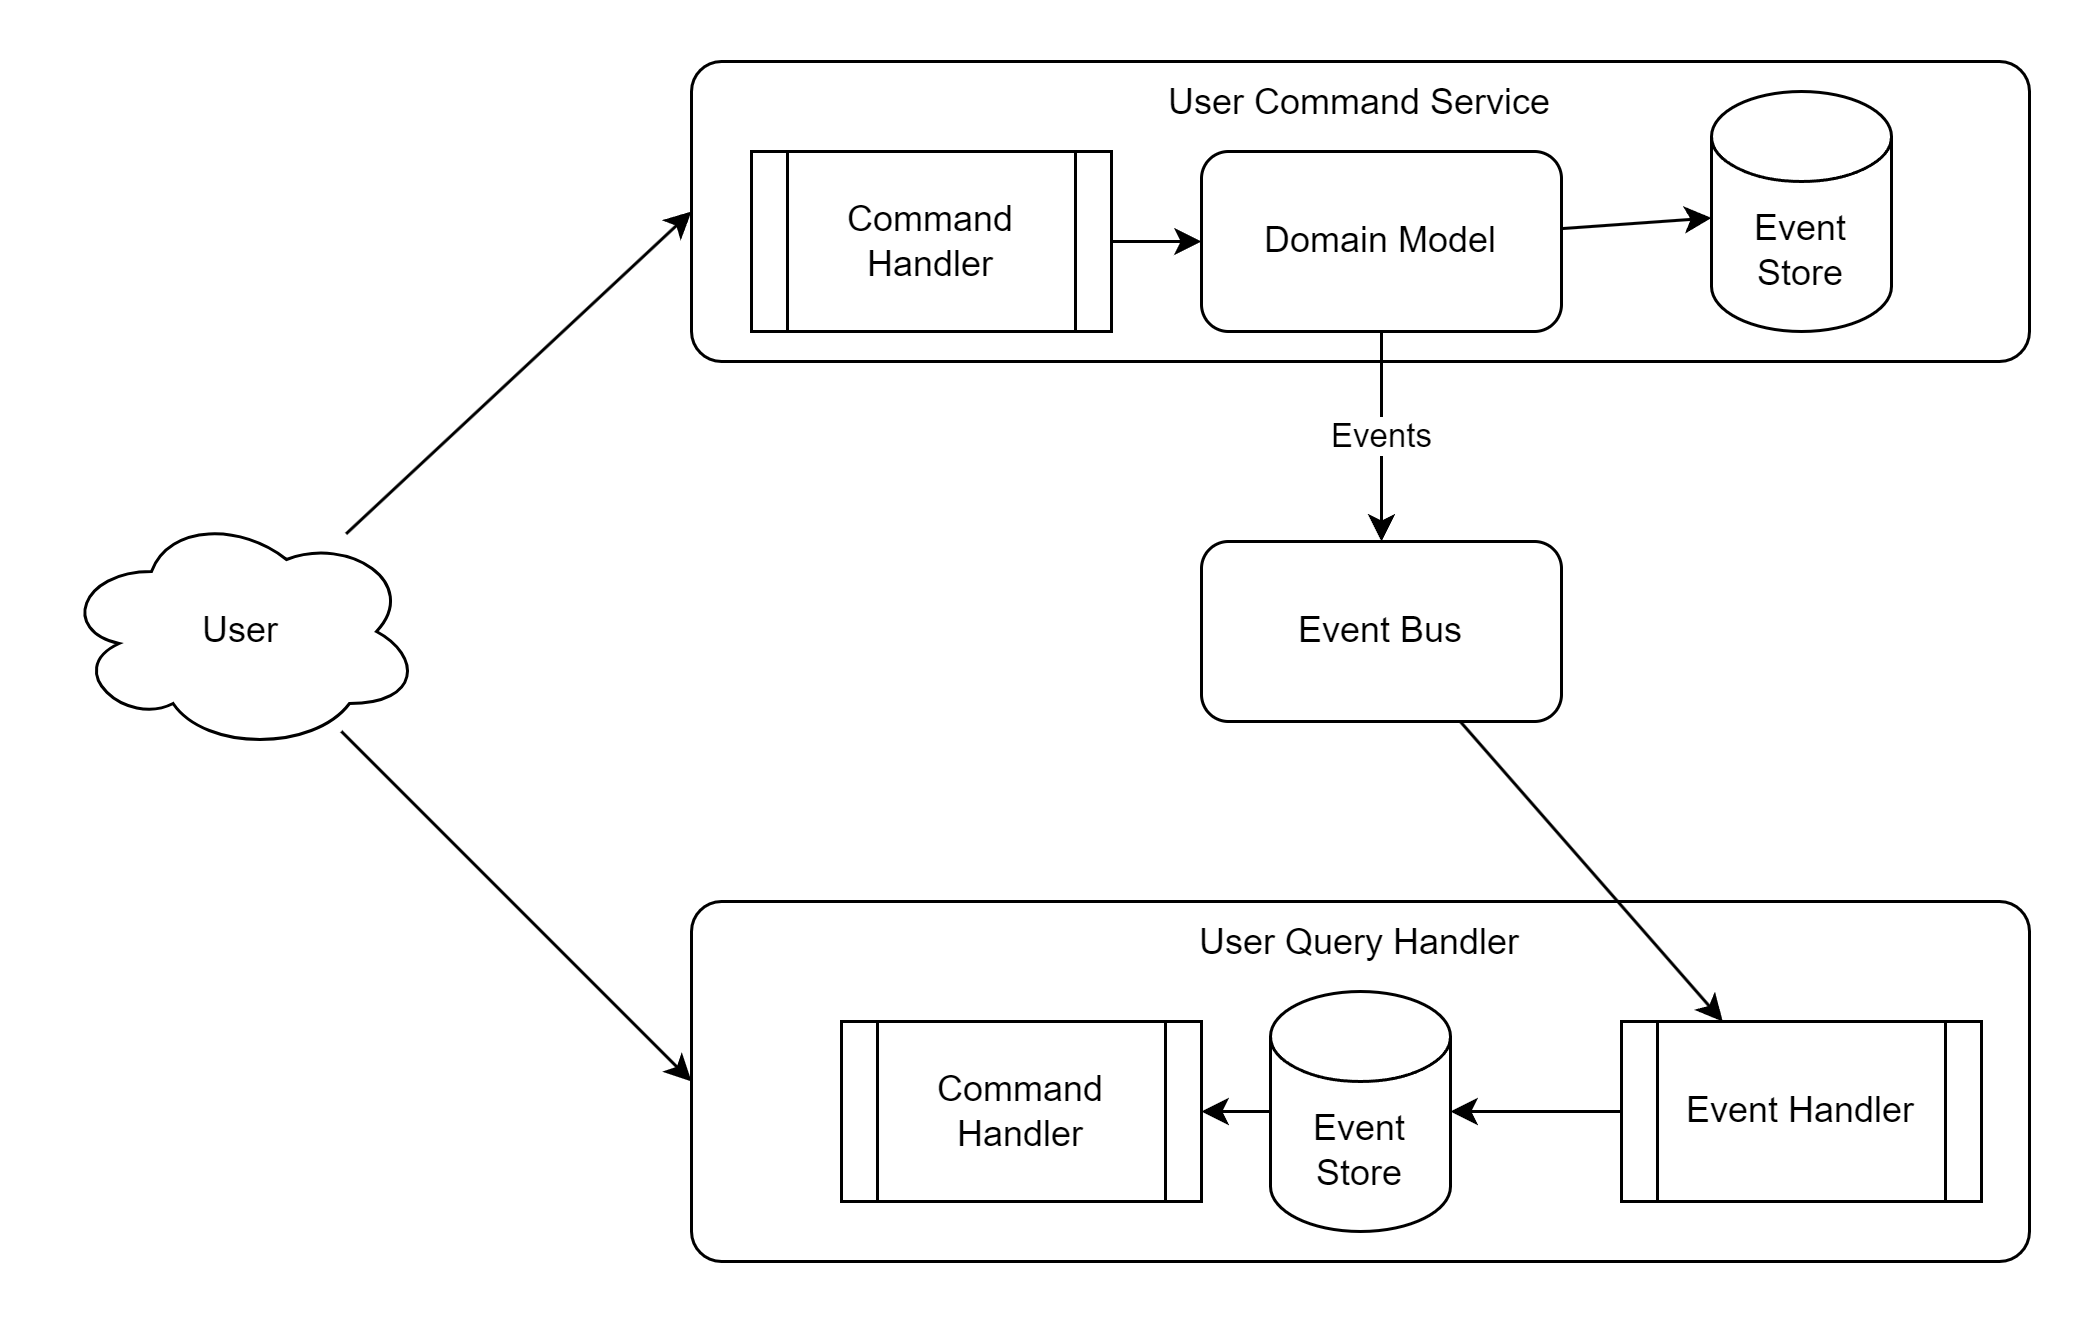 User Command Service
Command
Handler
Domain Model
Event
Store
Events
User
Event Bus
User Query Handler
Command
Handler
Event
Store
Event Handler